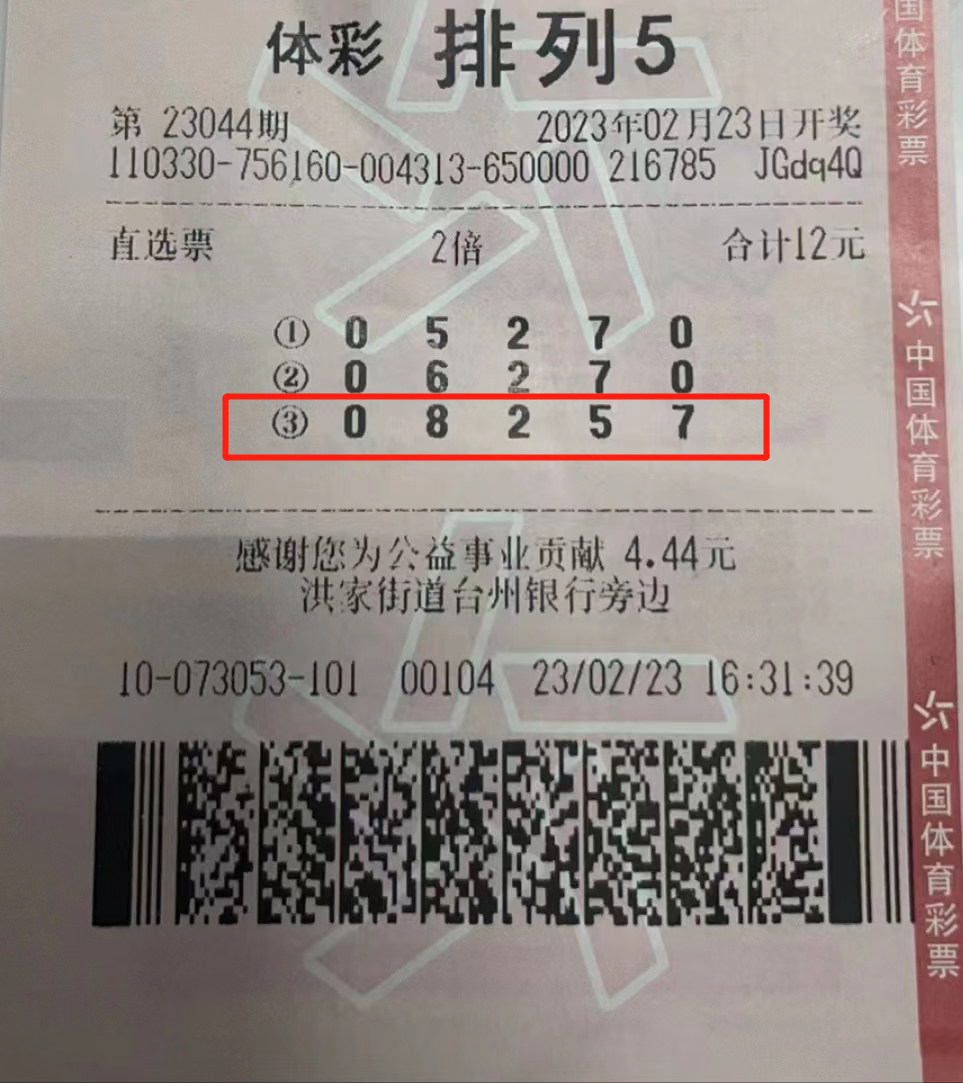 体彩 排列5
第 23044期 2023年02月23日开奖
110330-756160-004313-650000 216785 JGdq4Q
直选票 2倍 合计12元
① 0 5 2 7 0
② 0 6 2 7 0
③ 0 8 2 5 7
感谢您为公益事业贡献 4.44元
洪家街道台州银行旁边
10-073053-101 00104 23/02/23 16:31:39
国体育彩票
中国体育彩票
中国体育彩票